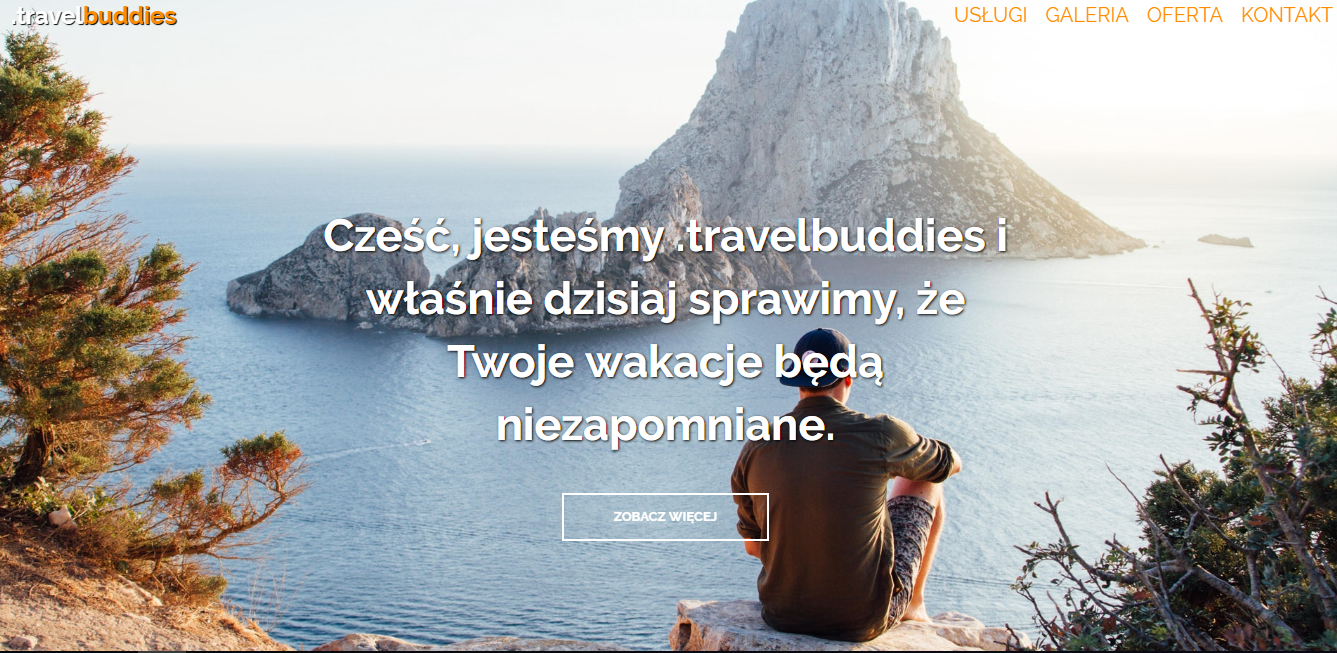 .travelbuddies
USŁUGI GALERIA OFERTA KONTAKT
Cześć, jesteśmy .travelbuddies i
właśnie dzisiaj sprawimy, że
Twoje wakacje będą
niezapomniane.
ZOBACZ WIĘCEJ